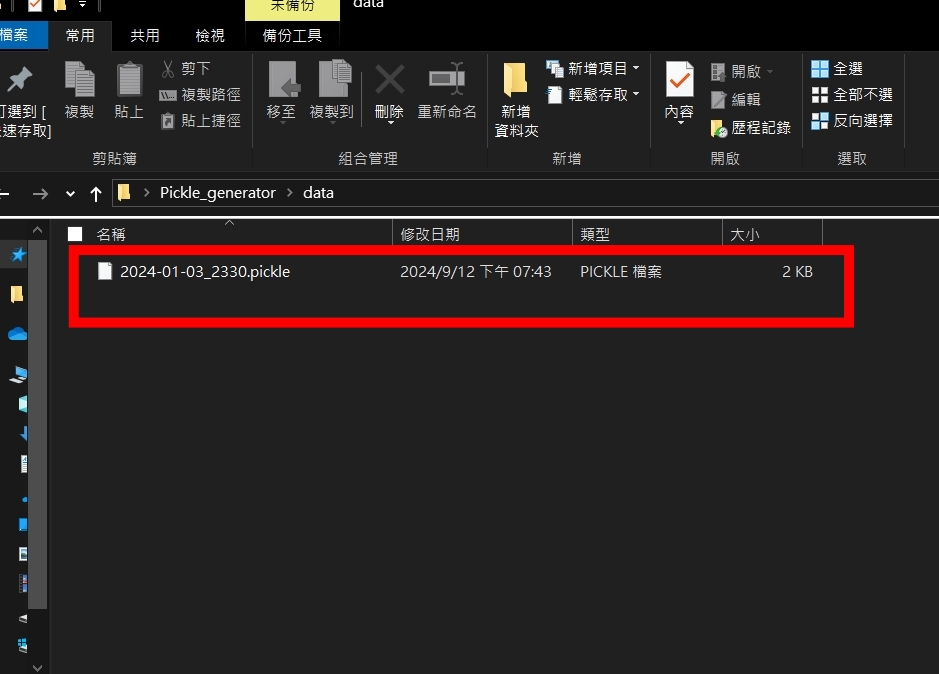 未備份
data
檔案
常用
共用
檢視
備份工具
剪下
複製路徑
貼上捷徑
複製
貼上
移至
複製到
刪除
重新命名
新增
資料夾
新增項目
輕鬆存取
內容
開啟
編輯
歷程記錄
全選
全部不選
反向選擇
釘選到 [
速存取]
剪貼簿
組合管理
新增
開啟
選取
Pickle_generator
data
名稱
修改日期
類型
大小
2024-01-03_2330.pickle
2024/9/12 下午 07:43
PICKLE 檔案
2 KB